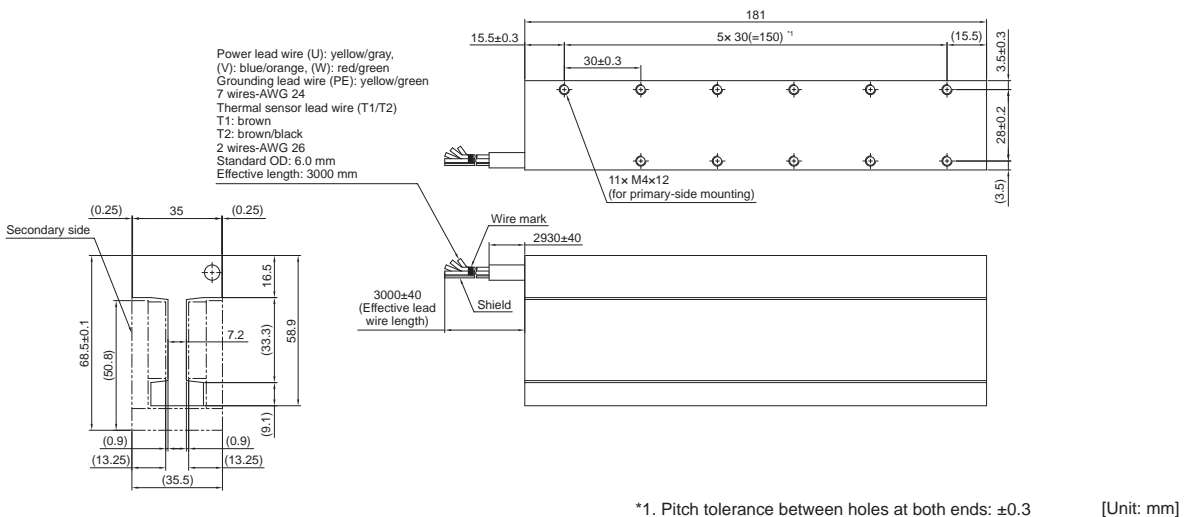 181
15.5±0.3
5× 30(=150) *1
(15.5)
3.5±0.3
30±0.3
28±0.2
(3.5)
11× M4×12
(for primary-side mounting)
Power lead wire (U): yellow/gray,
(V): blue/orange, (W): red/green
Grounding lead wire (PE): yellow/green
7 wires-AWG 24
Thermal sensor lead wire (T1/T2)
T1: brown
T2: brown/black
2 wires-AWG 26
Standard OD: 6.0 mm
Effective length: 3000 mm
(0.25)
35
(0.25)
Secondary side
16.5
68.5±0.1
(50.8)
7.2
(33.3)
58.9
(9.1)
(0.9)
(0.9)
(13.25)
(13.25)
(35.5)
Wire mark
2930±40
3000±40
(Effective lead
wire length)
Shield
*1. Pitch tolerance between holes at both ends: ±0.3
[Unit: mm]